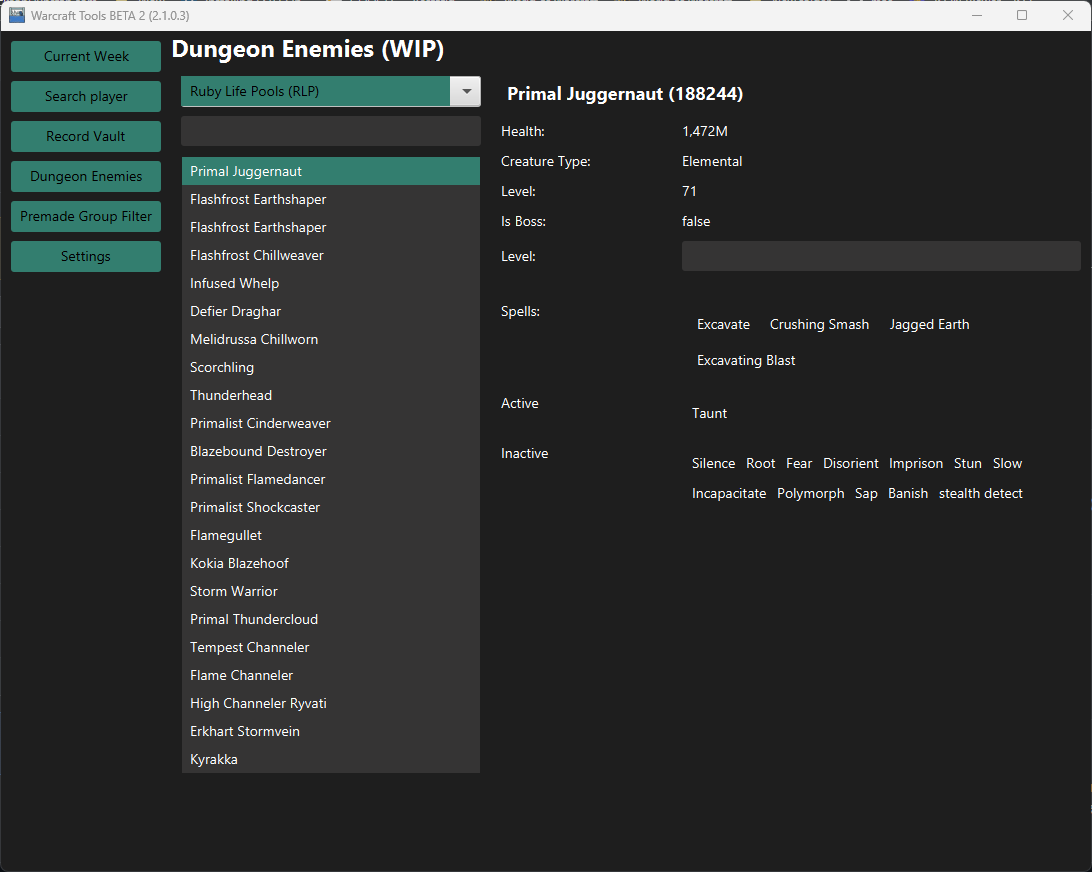 Warcraft Tools BETA 2 (2.1.0.3)
Current Week
Search player
Record Vault
Dungeon Enemies
Premade Group Filter
Settings
Dungeon Enemies (WIP)
Ruby Life Pools (RLP)
Primal Juggernaut
Flashfrost Earthshaper
Flashfrost Earthshaper
Flashfrost Chillweaver
Infused Whelp
Defier Draghar
Melidrussa Chillworn
Scorchling
Thunderhead
Primalist Cinderweaver
Blazebound Destroyer
Primalist Flamedancer
Primalist Shockcaster
Flamegullet
Kokia Blazehoof
Storm Warrior
Primal Thundercloud
Tempest Channeler
Flame Channeler
High Channeler Ryvati
Erkhart Stormvein
Kyrakka
Primal Juggernaut (188244)
Health: 1,472M
Creature Type: Elemental
Level: 71
Is Boss: false
Level:
Spells:
Excavate Crushing Smash Jagged Earth
Excavating Blast
Active
Taunt
Inactive
Silence Root Fear Disorient Imprison Stun Slow
Incapacitate Polymorph Sap Banish stealth detect